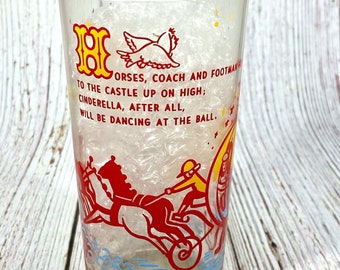 HORSES, COACH AND FOOTMAN
TO THE CASTLE UP ON HIGH;
CINDERELLA, AFTER ALL,
WILL BE DANCING AT THE BALL.